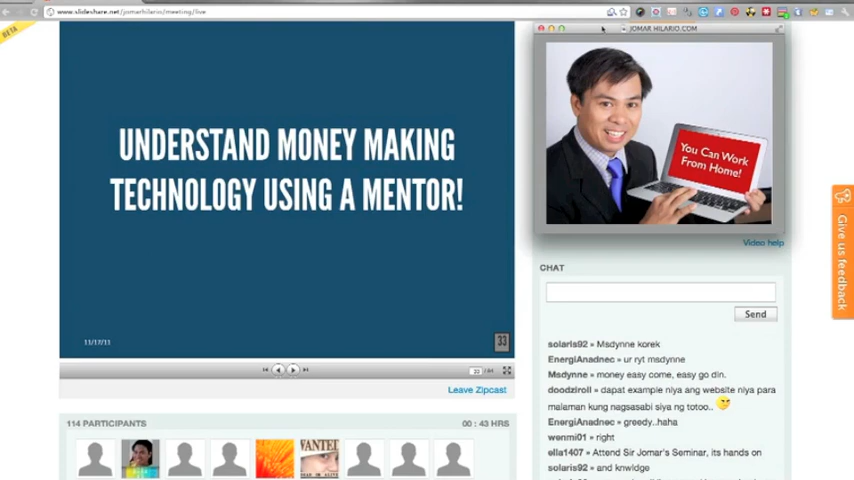 BETA
www.slideshare.net/jomarhilario/meeting/live
JOMAR HILARIO.COM
UNDERSTAND MONEY MAKING
TECHNOLOGY USING A MENTOR!
11/17/11
33
You Can Work
From Home!
Video help
Give us feedback
CHAT
Send
Leave Zipcast
solaris92 » Msdynne korek
EnergiAnadnec » ur ryt msdynne
Msdynne » money easy come, easy go din.
doodziroll » dapat example niya ang website niya para
malaman kung nagsasabi siya ng totoo..
EnergiAnadnec » greedy..haha
wenmi01 » right
ella1407 » Attend Sir Jomar's Seminar, its hands on
solaris92 » and knwldge
114 PARTICIPANTS
00 : 43 HRS
WANTED